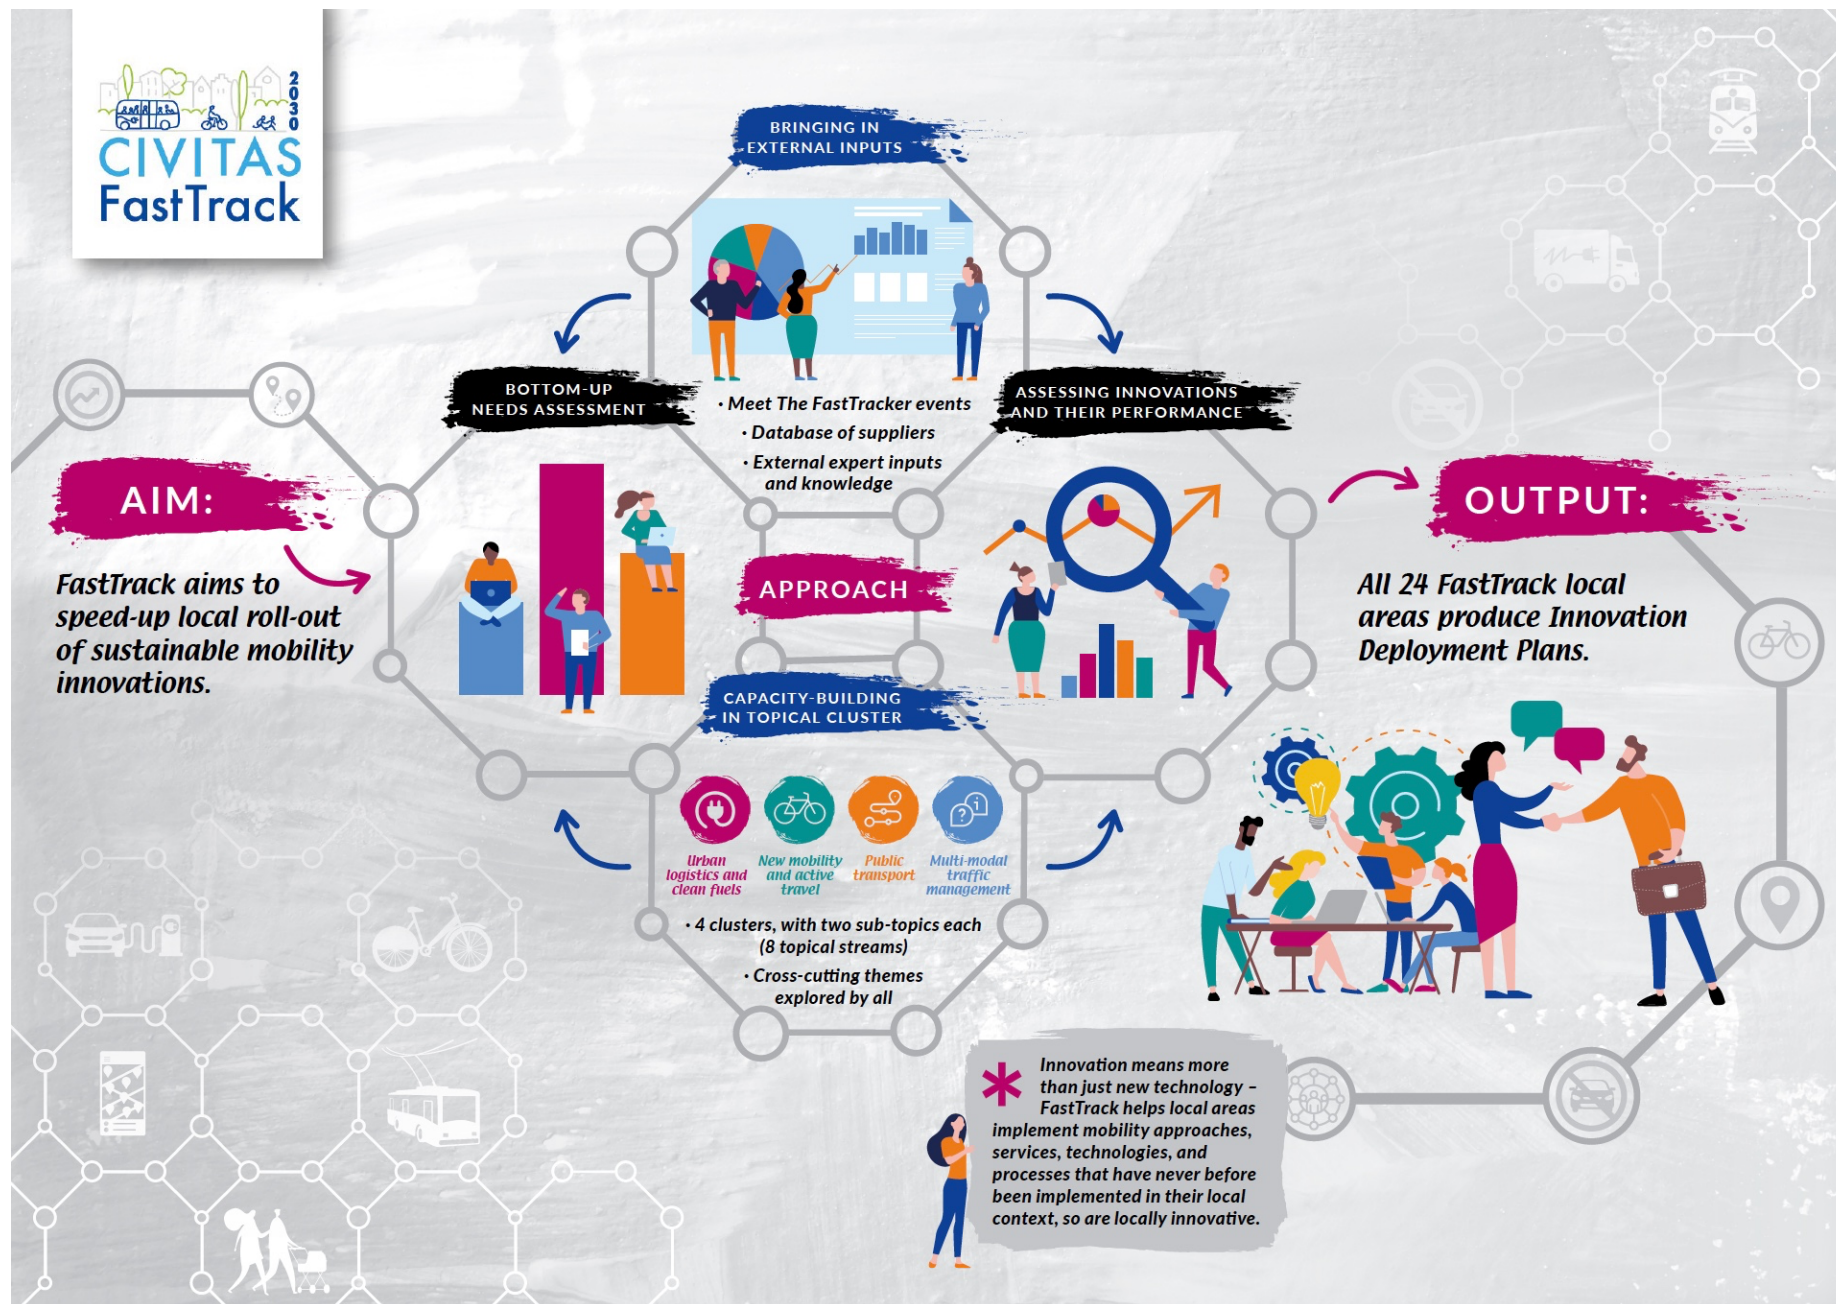 2030
CIVITAS
FastTrack
BRINGING IN
EXTERNAL INPUTS
· Meet The FastTracker events
· Database of suppliers
· External expert inputs
and knowledge
BOTTOM-UP
NEEDS ASSESSMENT
ASSESSING INNOVATIONS
AND THEIR PERFORMANCE
AIM:
FastTrack aims to
speed-up local roll-out
of sustainable mobility
innovations.
APPROACH
OUTPUT:
All 24 FastTrack local
areas produce Innovation
Deployment Plans.
CAPACITY-BUILDING
IN TOPICAL CLUSTER
Urban
logistics and
clean fuels
New mobility
and active
travel
Public
transport
Multi-modal
traffic
management
· 4 clusters, with two sub-topics each
(8 topical streams)
· Cross-cutting themes
explored by all
* Innovation means more
than just new technology –
FastTrack helps local areas
implement mobility approaches,
services, technologies, and
processes that have never before
been implemented in their local
context, so are locally innovative.